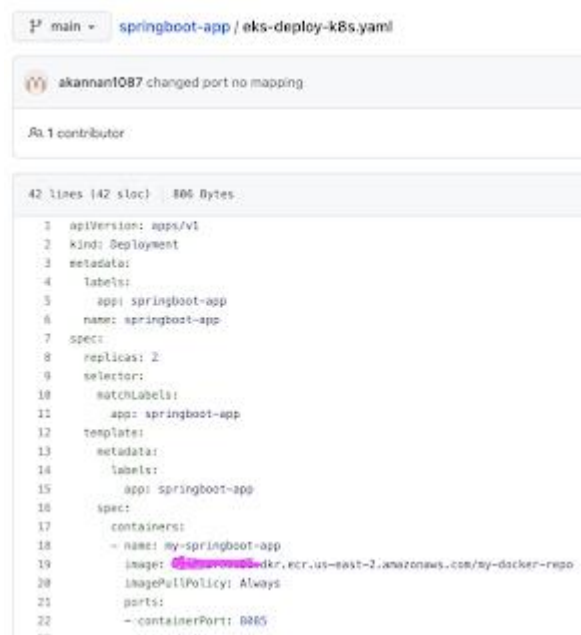 main
springboot-app / eks-deploy-k8s.yaml
akannan1087 changed port no mapping
1 contributor
42 lines (42 sloc) 806 Bytes
1 apiVersion: apps/v1
2 kind: Deployment
3 metadata:
4 labels:
5 app: springboot-app
6 name: springboot-app
7 spec:
8 replicas: 2
9 selector:
10 matchLabels:
11 app: springboot-app
12 template:
13 metadata:
14 labels:
15 app: springboot-app
16 spec:
17 containers:
18 - name: my-springboot-app
19 image: dkr.ecr.us-east-2.amazonaws.com/my-docker-repo
20 imagePullPolicy: Always
21 ports:
22 - containerPort: 8085